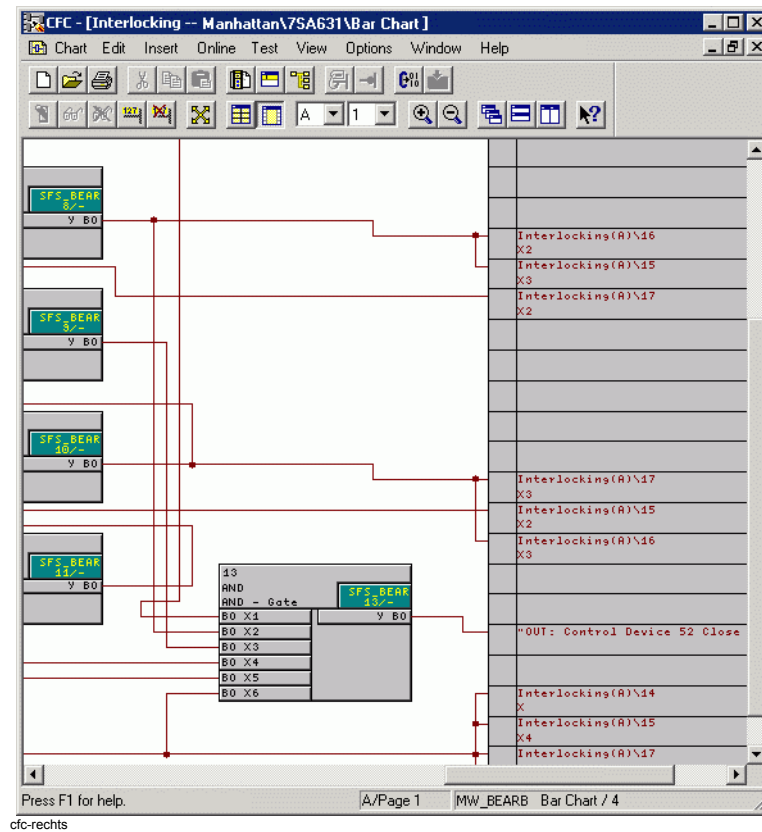 CFC - [Interlocking -- Manhattan\7SA631\Bar Chart ]
Chart Edit Insert Online Test View Options Window Help
A 1
SFS_BEAR
8/-
Y BO
Interlocking(A)\16
X2
Interlocking(A)\15
X3
Interlocking(A)\17
X2
SFS_BEAR
9/-
Y BO
SFS_BEAR
10/-
Y BO
Interlocking(A)\17
X3
Interlocking(A)\15
X2
Interlocking(A)\16
X3
SFS_BEAR
11/-
Y BO
13
AND
AND - Gate
SFS_BEAR
13/-
BO X1
Y BO
BO X2
BO X3
BO X4
BO X5
BO X6
"OUT: Control Device 52 Close
Interlocking(A)\14
X
Interlocking(A)\15
X4
Interlocking(A)\17
Press F1 for help.
A/Page 1
MW_BEARB Bar Chart / 4
cfc-rechts